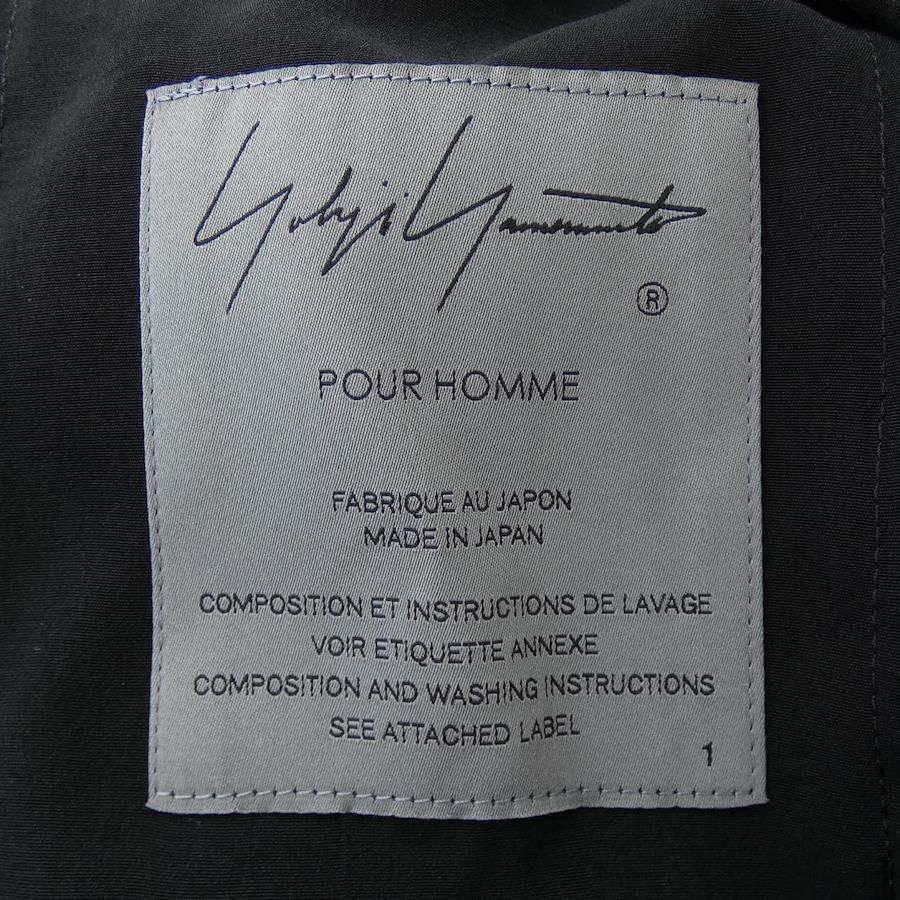 Yohji Yamamoto
®
POUR HOMME
FABRIQUE AU JAPON
MADE IN JAPAN
COMPOSITION ET INSTRUCTIONS DE LAVAGE
VOIR ETIQUETTE ANNEXE
COMPOSITION AND WASHING INSTRUCTIONS
SEE ATTACHED LABEL
1